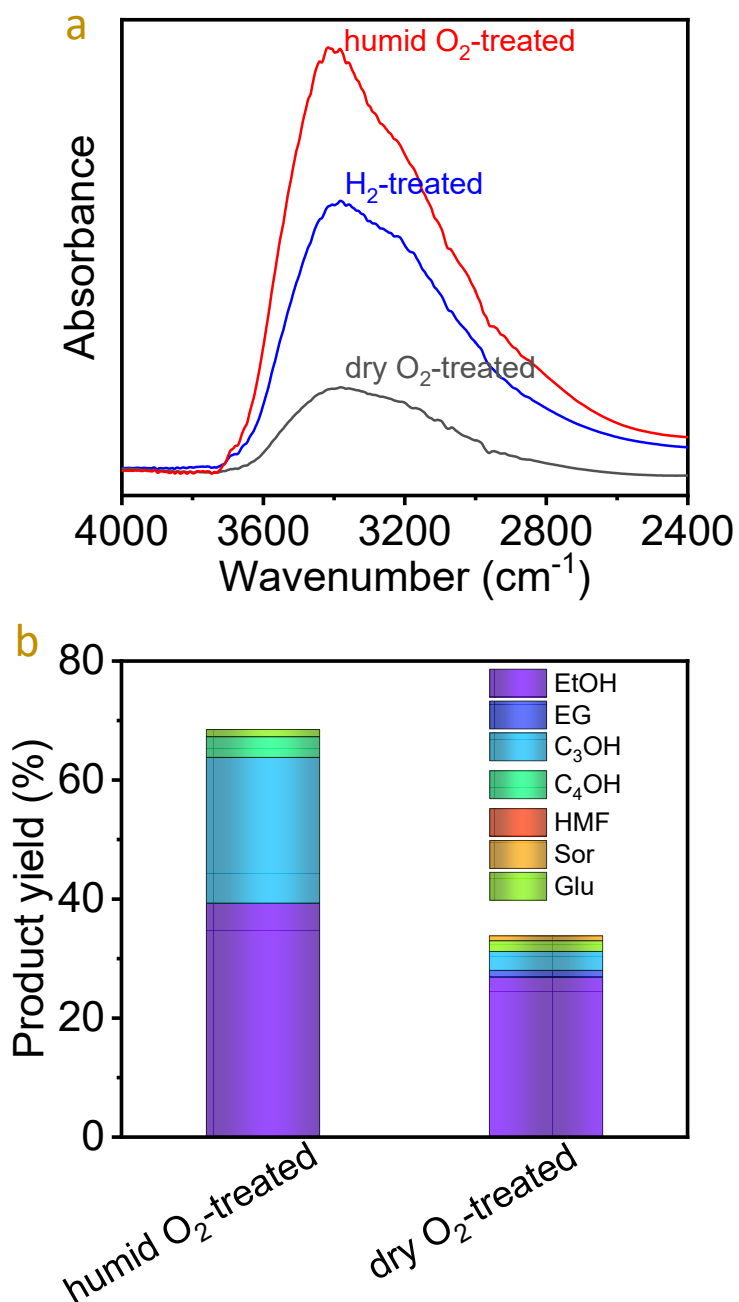 a
humid O₂-treated
H₂-treated
dry O₂-treated
Absorbance
4000 3600 3200 2800 2400
Wavenumber (cm⁻¹)
b
80
60
40
20
0
Product yield (%)
EtOH
EG
C₃OH
C₄OH
HMF
Sor
Glu
humid O₂-treated
dry O₂-treated